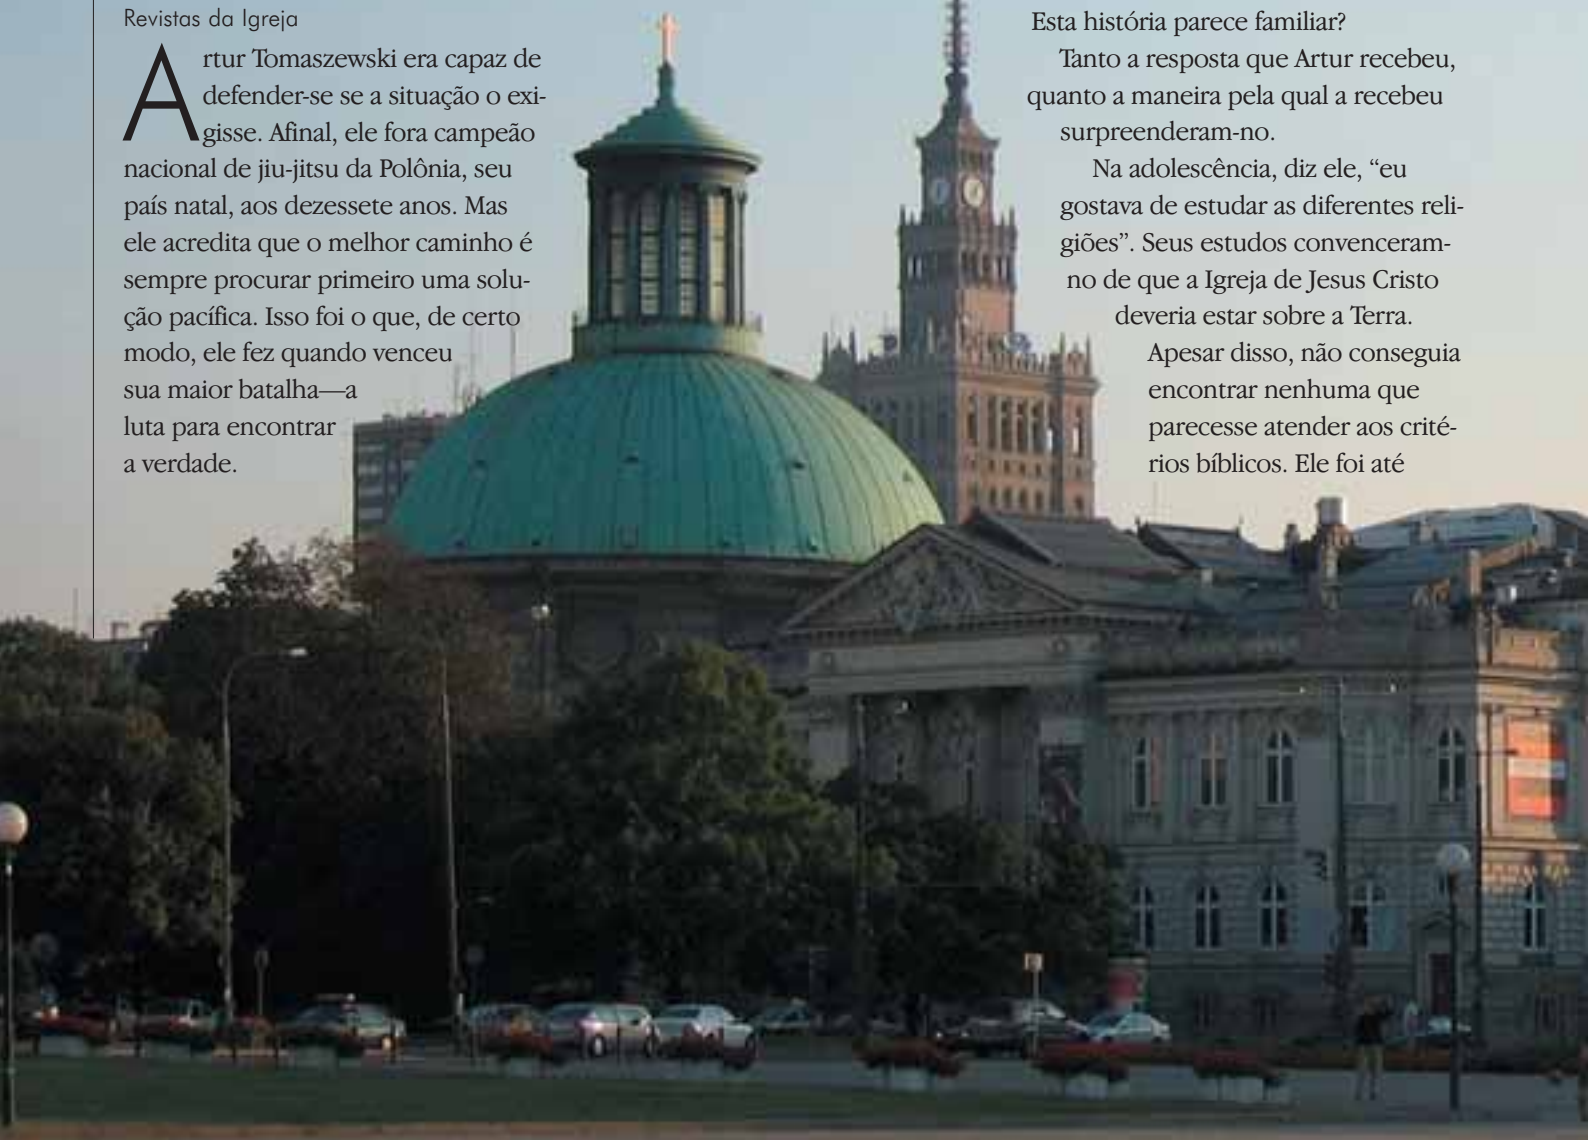 Revistas da Igreja
Artur Tomaszewski era capaz de
defender-se se a situação o exi-
gisse. Afinal, ele fora campeão
nacional de jiu-jitsu da Polônia, seu
país natal, aos dezessete anos. Mas
ele acredita que o melhor caminho é
sempre procurar primeiro uma solu-
ção pacífica. Isso foi o que, de certo
modo, ele fez quando venceu
sua maior batalha—a
luta para encontrar
a verdade.
Esta história parece familiar?
Tanto a resposta que Artur recebeu,
quanto a maneira pela qual a recebeu
surpreenderam-no.
Na adolescência, diz ele, “eu
gostava de estudar as diferentes reli-
giões”. Seus estudos convenceram-
no de que a Igreja de Jesus Cristo
deveria estar sobre a Terra.
Apesar disso, não conseguia
encontrar nenhuma que
parecesse atender aos crité-
rios bíblicos. Ele foi até